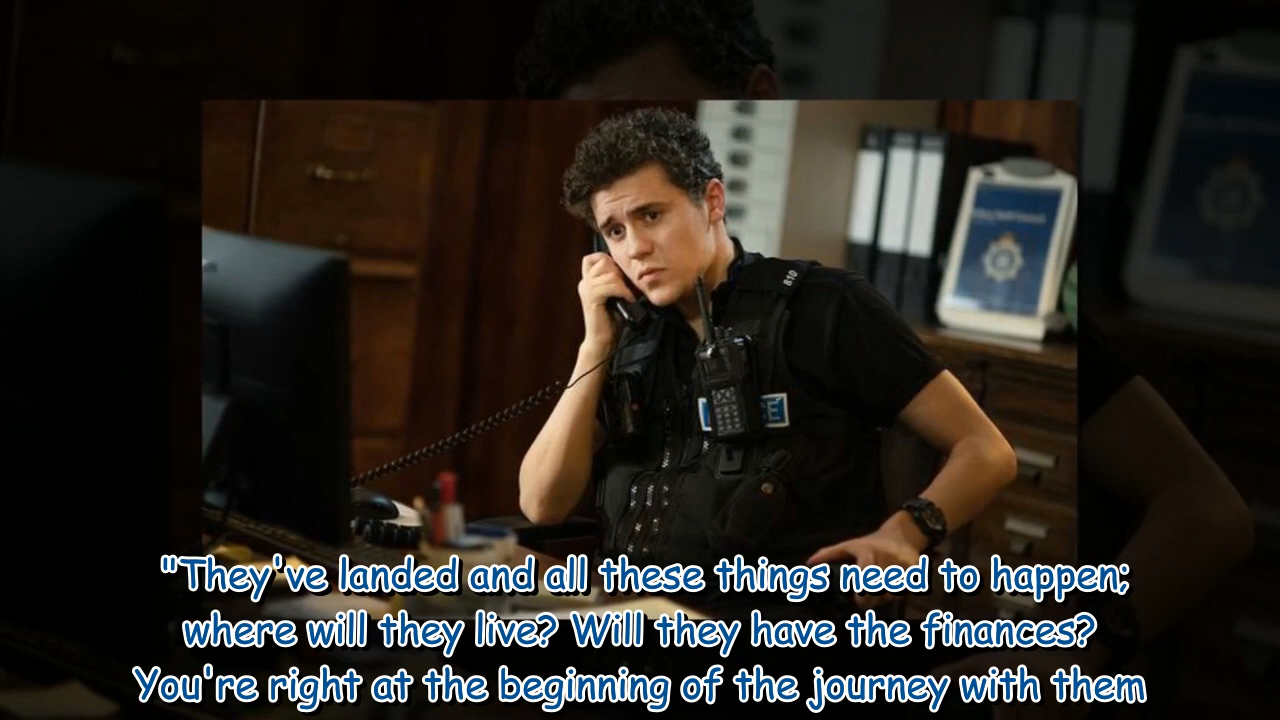 810
"They've landed and all these things need to happen;
where will they live? Will they have the finances?
You're right at the beginning of the journey with them